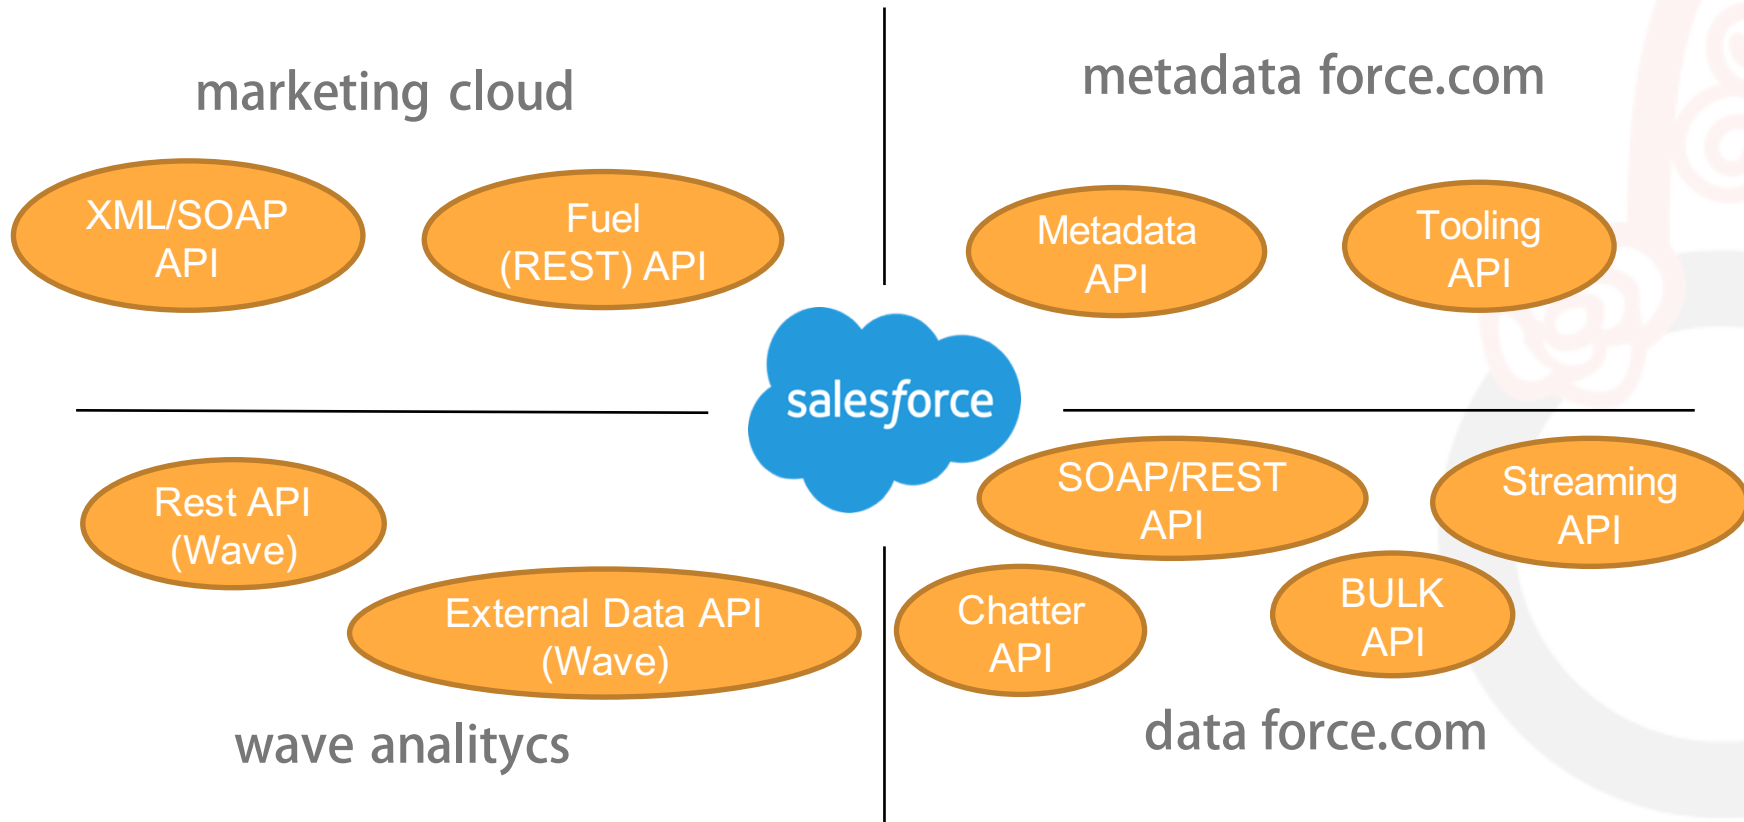 marketing cloud
XML/SOAP
API
Fuel
(REST) API
metadata force.com
Metadata
API
Tooling
API
salesforce
Rest API
(Wave)
External Data API
(Wave)
wave analitycs
SOAP/REST
API
Streaming
API
Chatter
API
BULK
API
data force.com